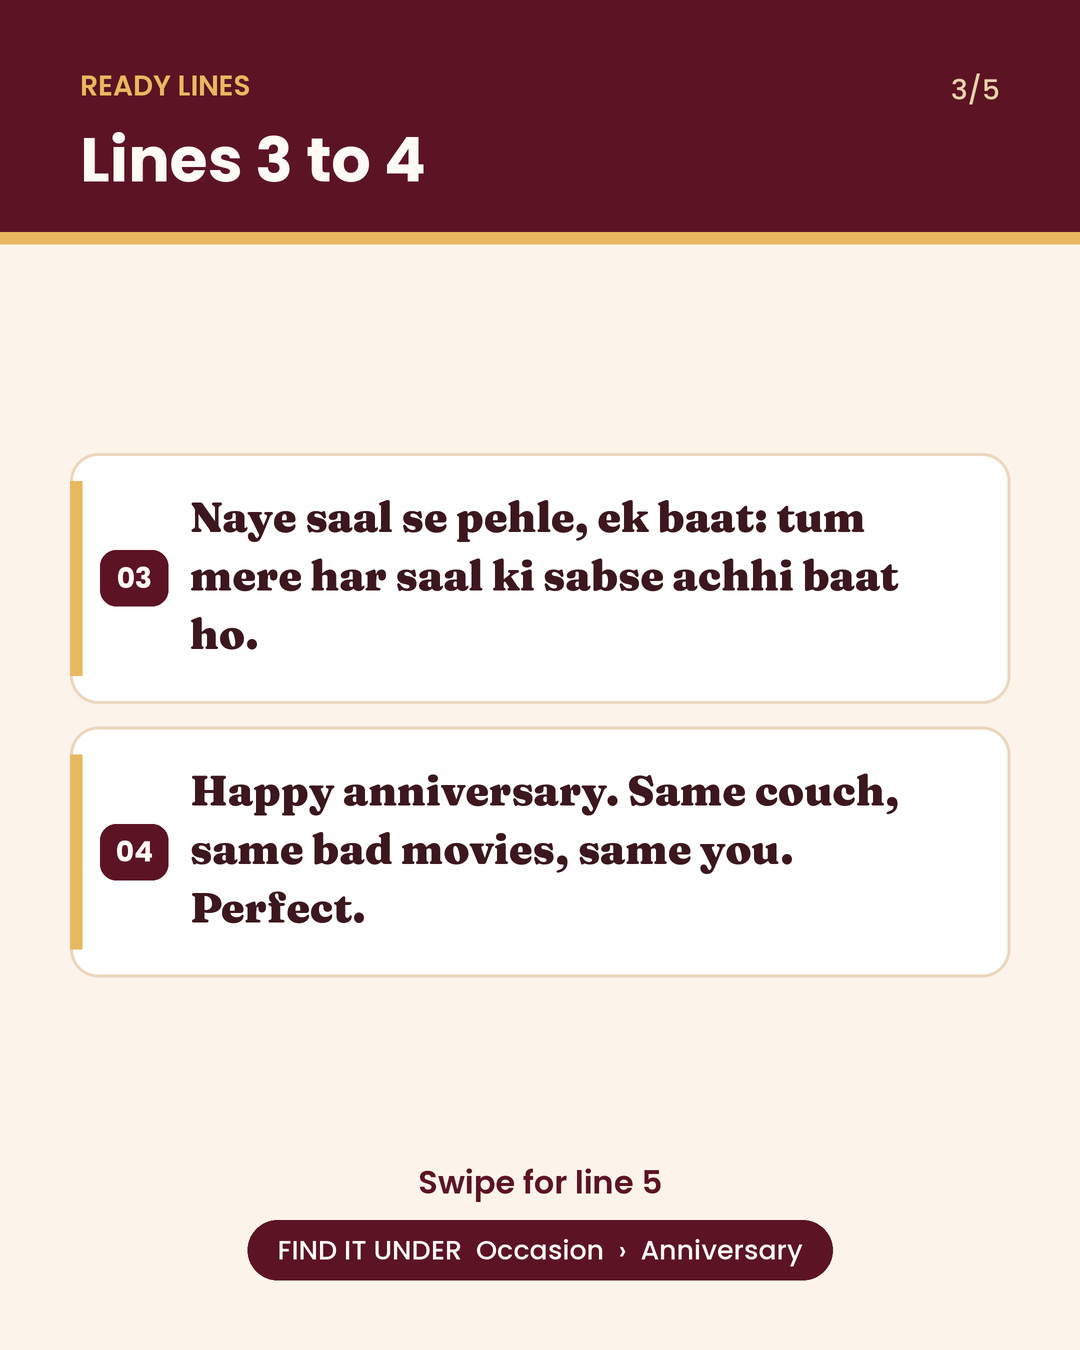 READY LINES
3/5
Lines 3 to 4
03
Naye saal se pehle, ek baat: tum
mere har saal ki sabse achhi baat
ho.
04
Happy anniversary. Same couch,
same bad movies, same you.
Perfect.
Swipe for line 5
FIND IT UNDER Occasion › Anniversary